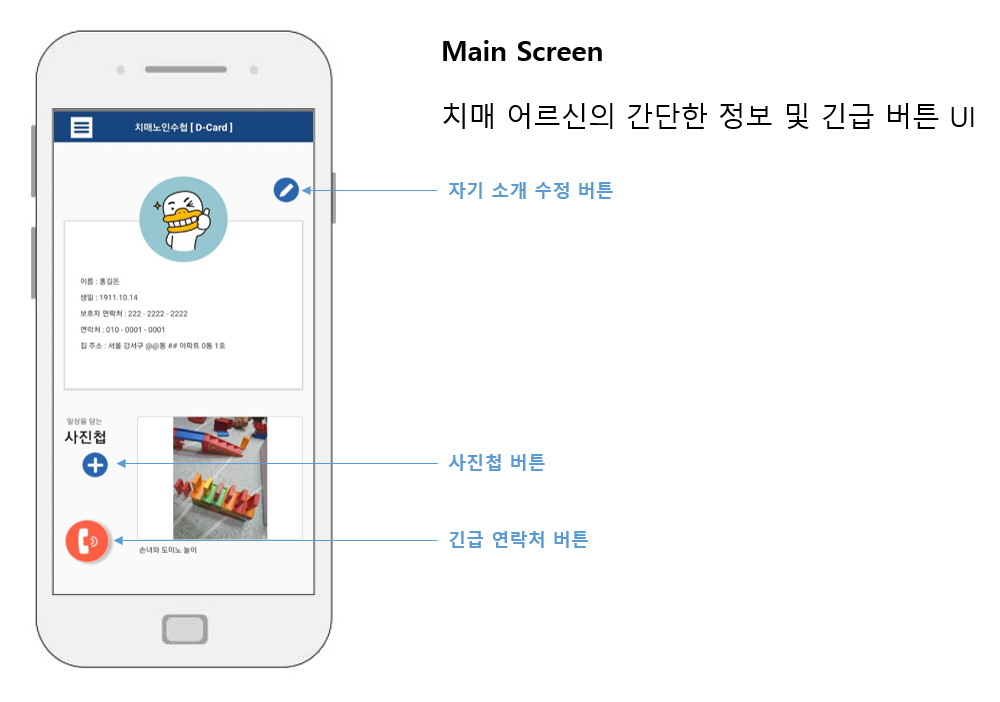 Main Screen
치매 어르신의 간단한 정보 및 긴급 버튼 UI
치매노인수첩 [ D-Card ]
자기 소개 수정 버튼
이름 : 홍길돈
생일 : 1911.10.14
보호자 연락처 : 222 - 2222 - 2222
연락처 : 010 - 0001 - 0001
집 주소 : 서울 강서구 @@동 ## 아파트 0동 1호
일상을 담는
사진첩
사진첩 버튼
긴급 연락처 버튼
손녀와 도미노 놀이